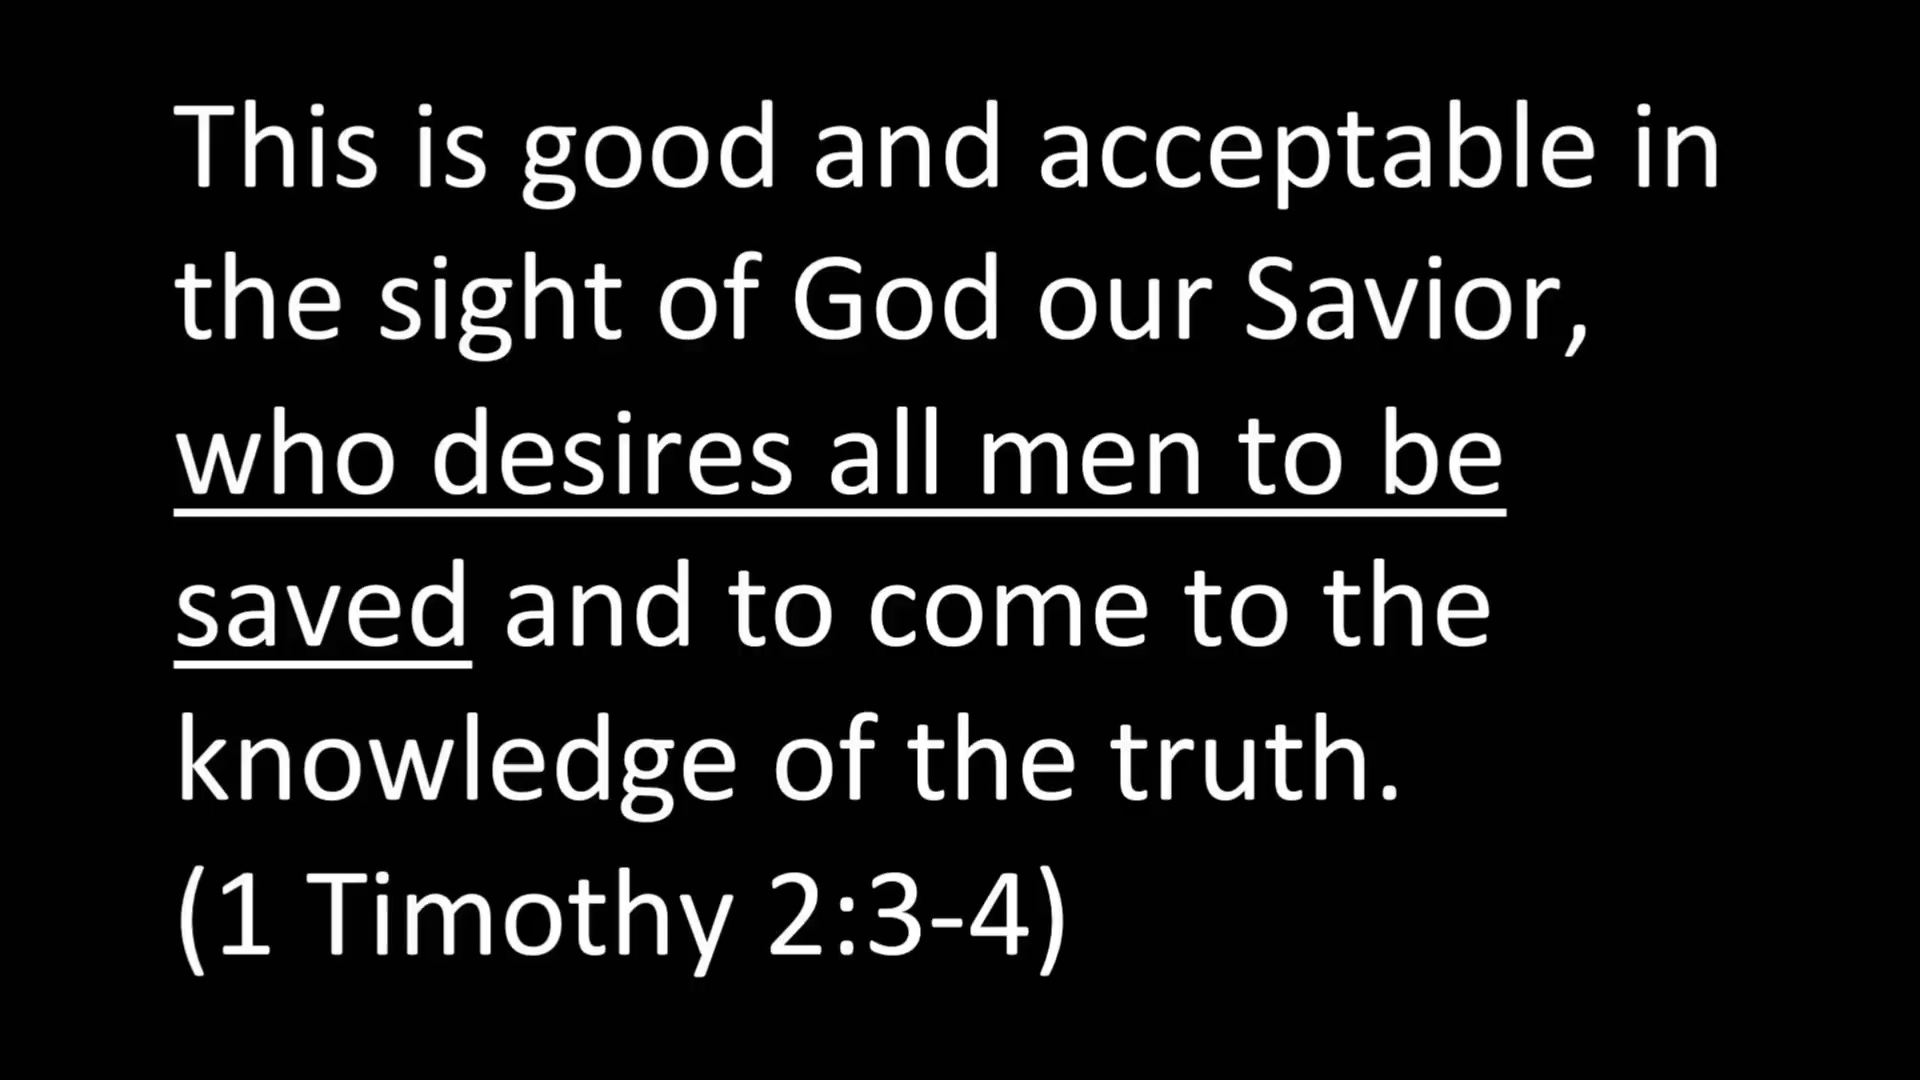 This is good and acceptable in
the sight of God our Savior,
who desires all men to be
saved and to come to the
knowledge of the truth.
(1 Timothy 2:3-4)